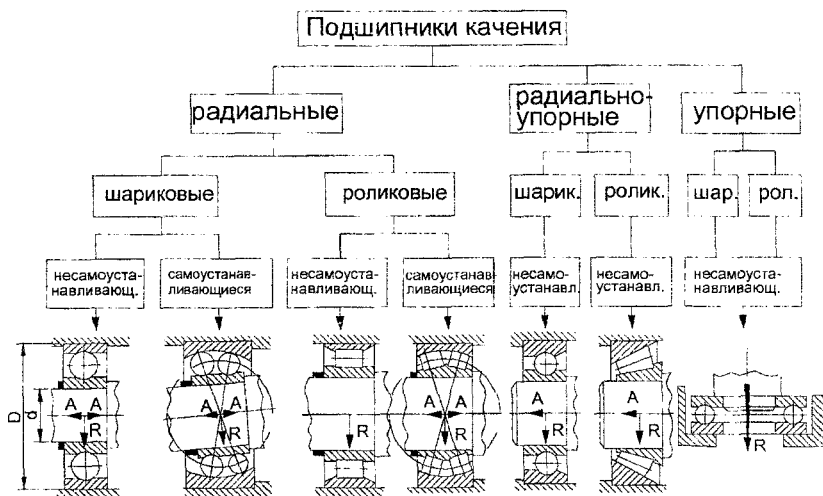 Подшипники качения
радиальные
радиально-
упорные
упорные
шариковые
роликовые
шарик.
ролик.
шар.
рол.
несамоуста-
навливающ.
самоустанав-
ливающиеся
несамоуста-
навливающ.
самоустанав-
ливающиеся
несамо-
устанавл.
несамо-
устанавл.
несамоуста-
навливающ.
D
d
A A
R
A A
R
R
A A
R
A
R
A
R
R